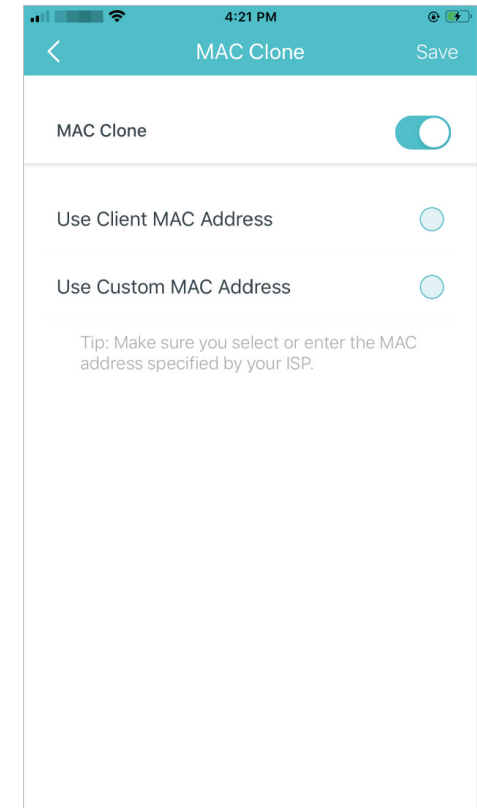 4:21 PM
MAC Clone
Save
MAC Clone
Use Client MAC Address
Use Custom MAC Address
Tip: Make sure you select or enter the MAC
address specified by your ISP.